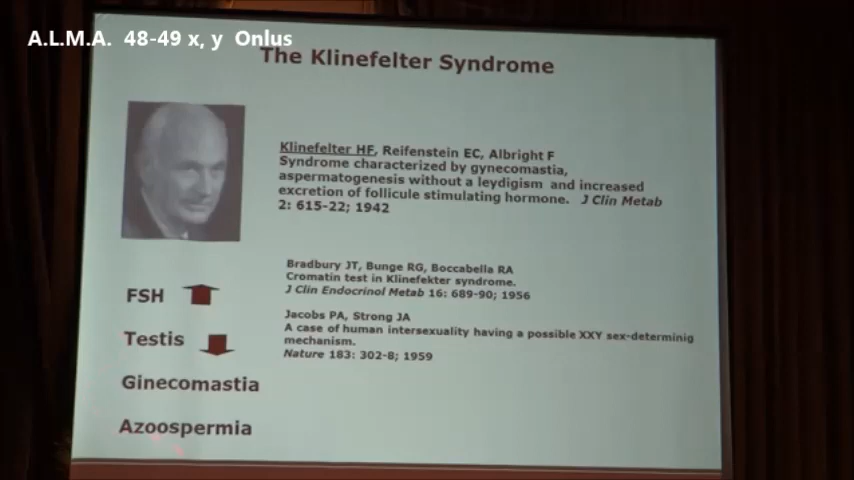 A.L.M.A. 48-49 x, y Onlus
The Klinefelter Syndrome
Klinefelter HF, Reifenstein EC, Albright F
Syndrome characterized by gynecomastia,
aspermatogenesis without a leydigism and increased
excretion of follicule stimulating hormone. J Clin Metab
2: 615-22; 1942
Bradbury JT, Bunge RG, Boccabella RA
Cromatin test in Klinefekter syndrome.
J Clin Endocrinol Metab 16: 689-90; 1956
Jacobs PA, Strong JA
A case of human intersexuality having a possible XXY sex-determinig
mechanism.
Nature 183: 302-8; 1959
FSH
Testis
Ginecomastia
Azoospermia